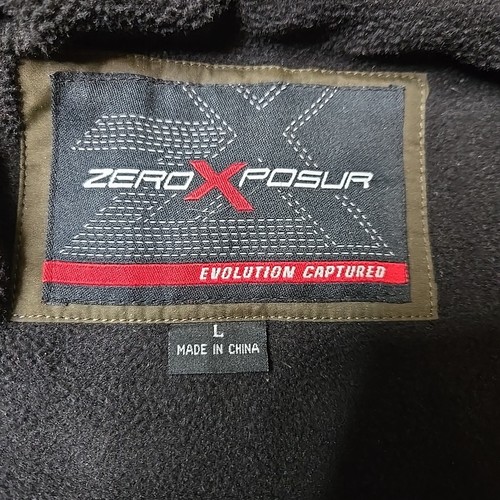 ZEROXPOSUR
EVOLUTION CAPTURED
L
MADE IN CHINA